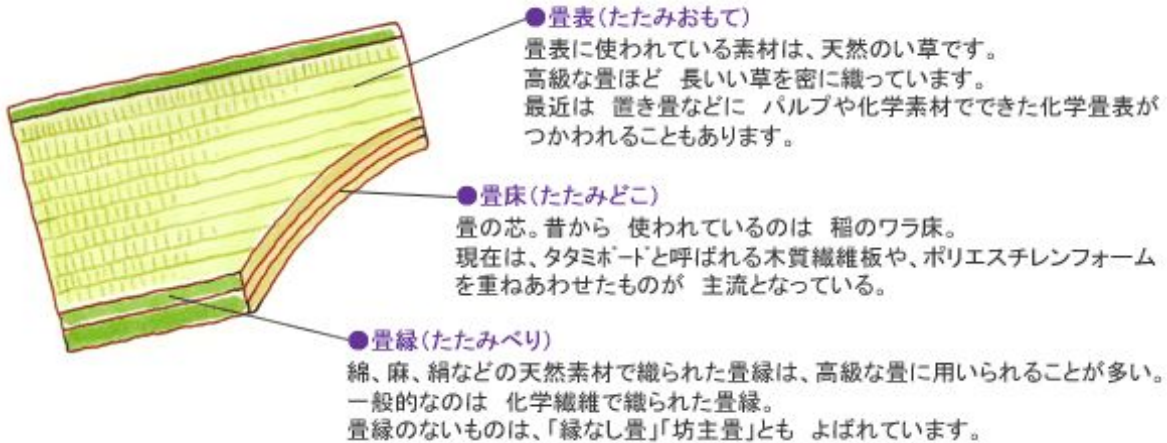 ●畳表(たたみおもて)
畳表に使われている素材は、天然のい草です。
高級な畳ほど 長いい草を密に織っています。
最近は 置き畳などに パルプや化学素材でできた化学畳表が
つかわれることもあります。
●畳床(たたみどこ)
畳の芯。昔から 使われているのは 稲のワラ床。
現在は、タタミボードと呼ばれる木質繊維板や、ポリエスチレンフォーム
を重ねあわせたものが 主流となっている。
●畳縁(たたみべり)
綿、麻、絹などの天然素材で織られた畳縁は、高級な畳に用いられることが多い。
一般的なのは 化学繊維で織られた畳縁。
畳縁のないものは、「縁なし畳」「坊主畳」とも よばれています。